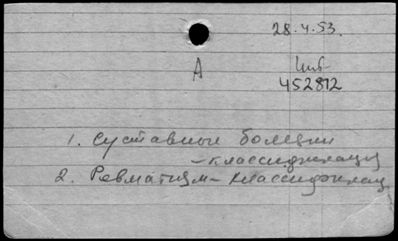 28.4.53.
А
Инв.
452812
1. Суставные болезни
- классификация
2. Ревматизм - классификац